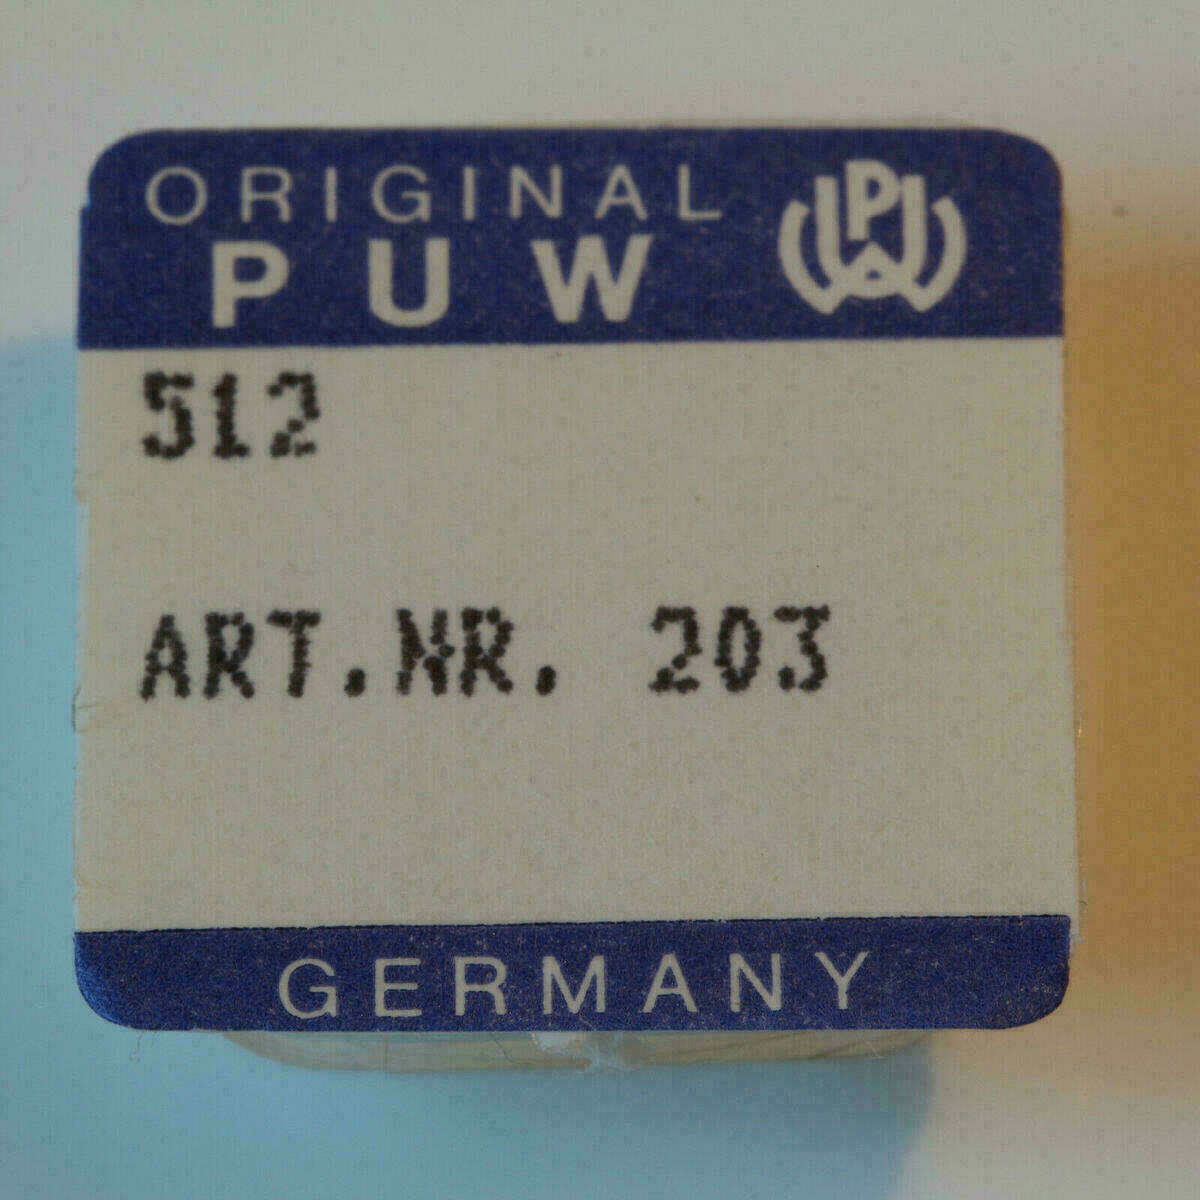 ORIGINAL
PUW
512
ART.NR. 203
GERMANY